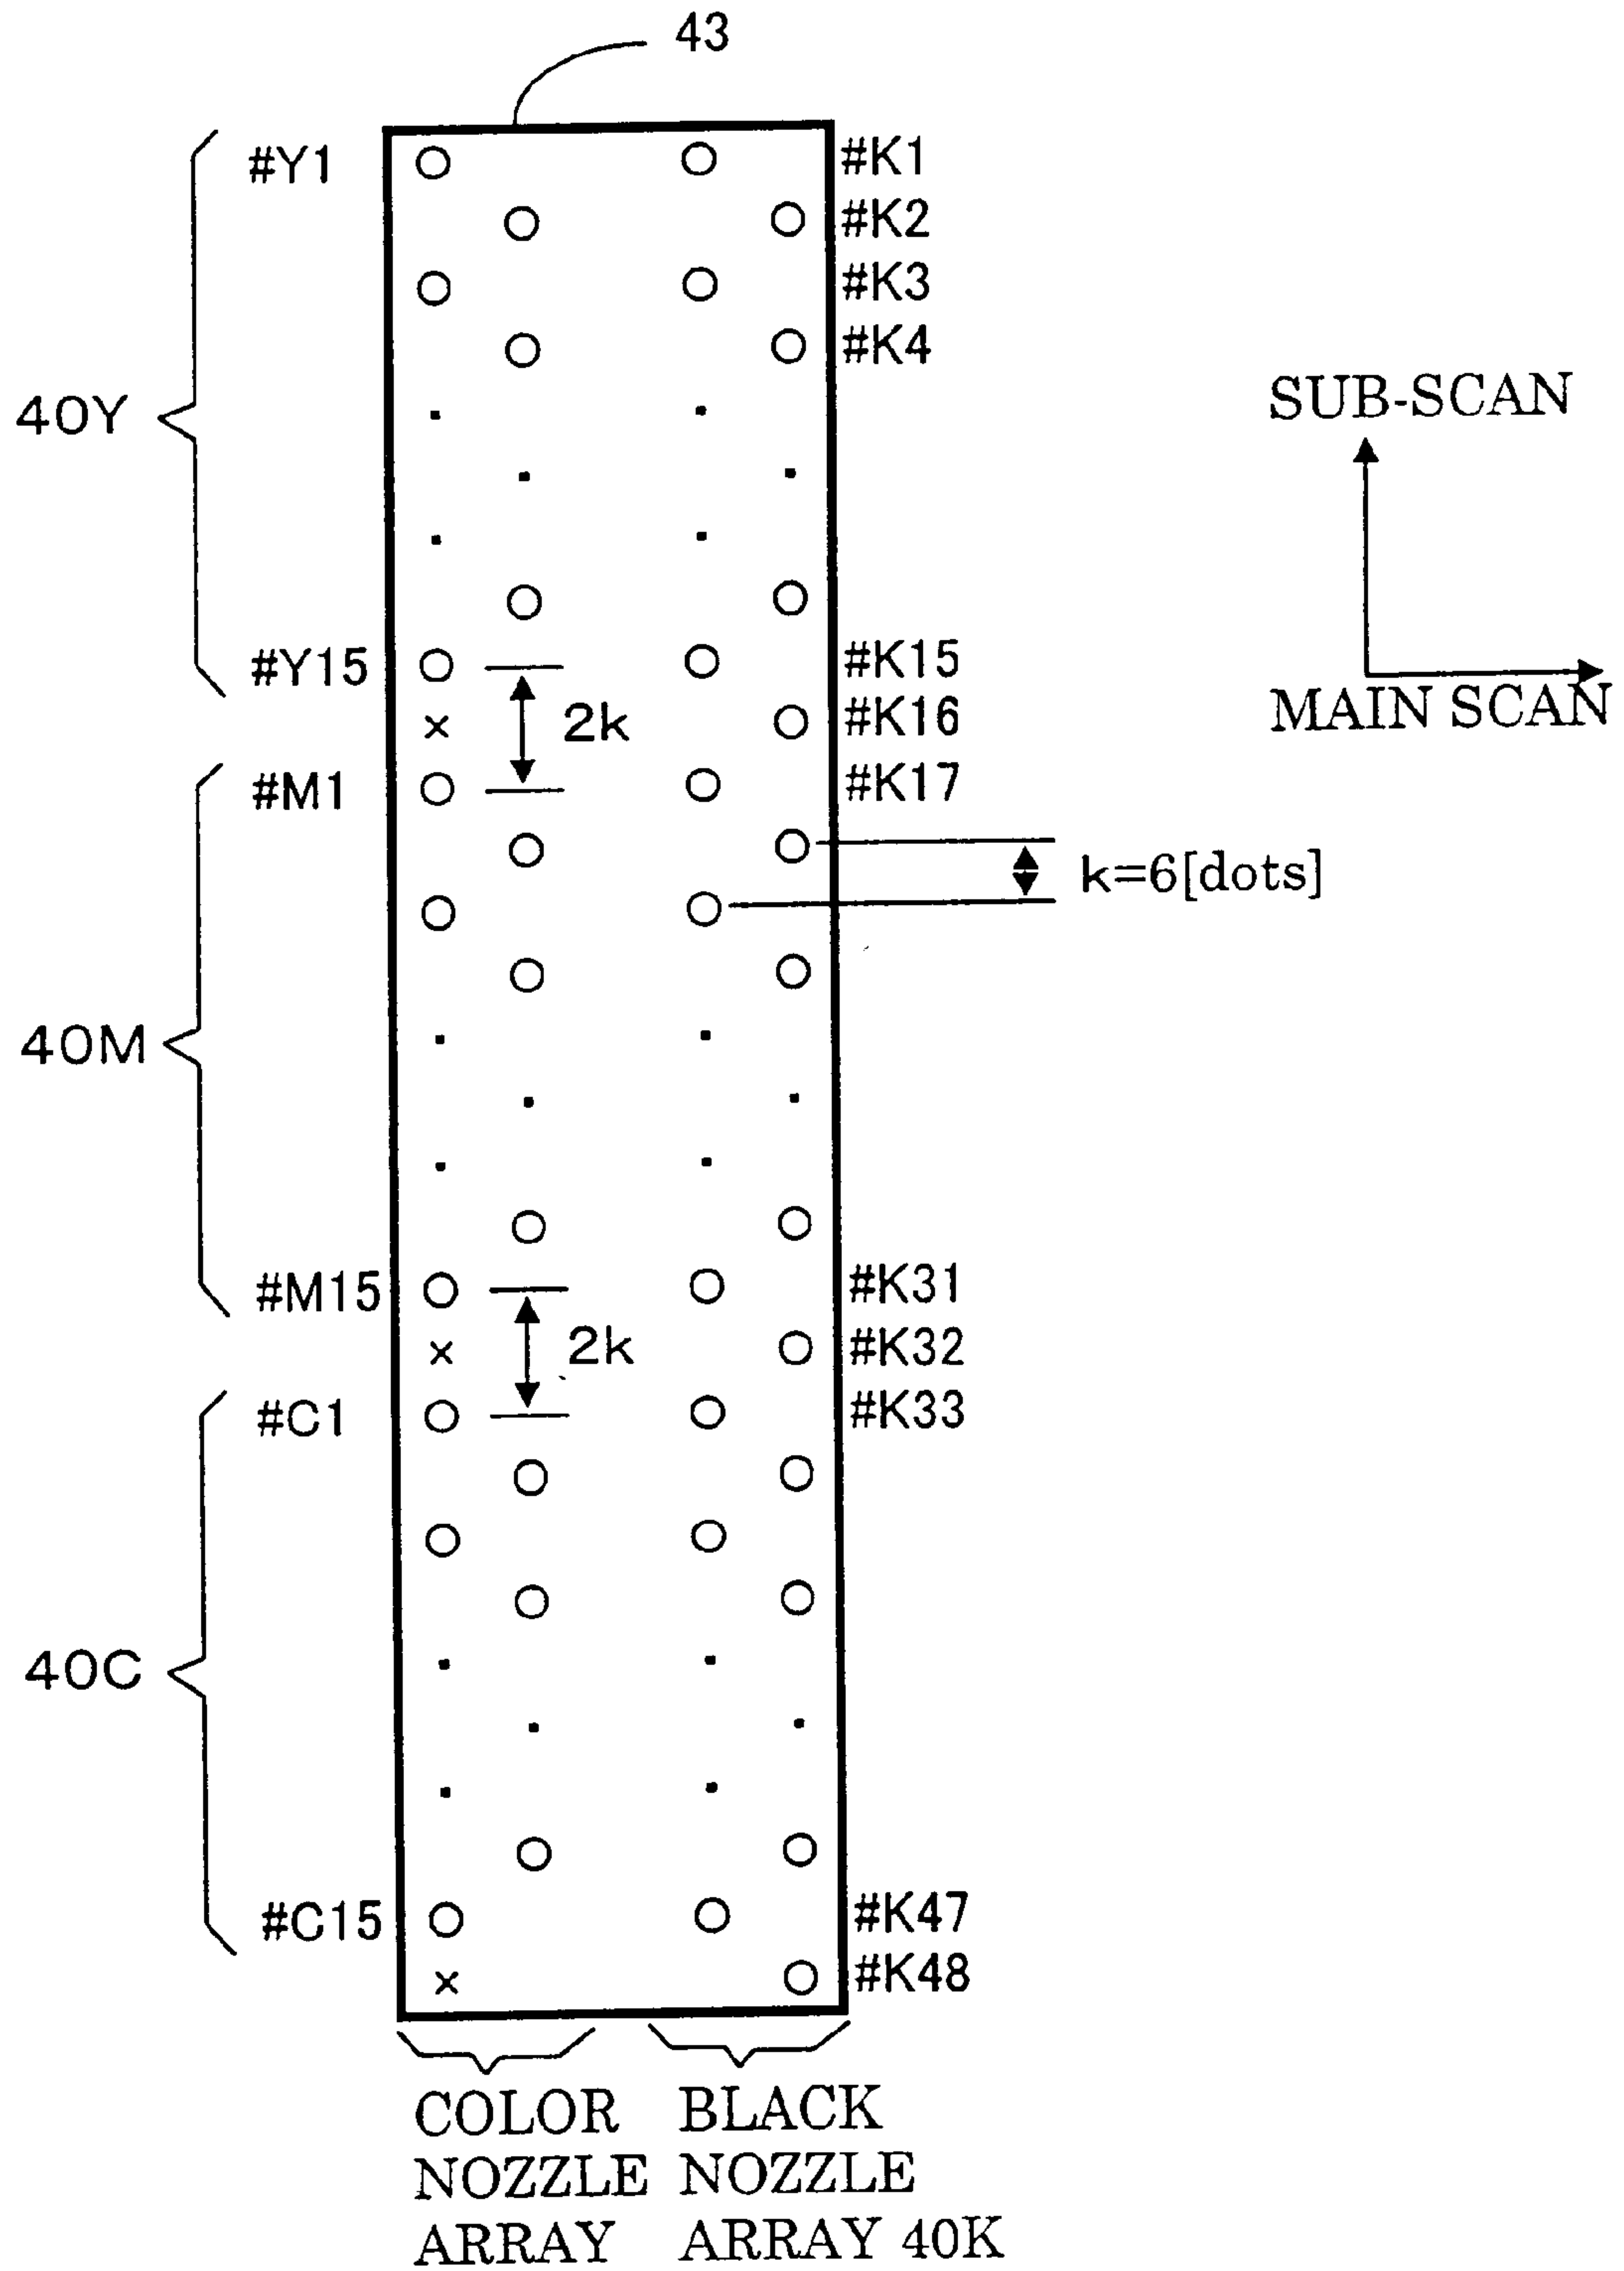 43
#Y1
#K1
#K2
#K3
#K4
40Y
SUB-SCAN
#Y15
#K15
x
2k
#K16
MAIN SCAN
#M1
#K17
k=6[dots]
40M
#M15
#K31
x
2k
#K32
#C1
#K33
40C
#C15
#K47
x
#K48
COLOR
NOZZLE
ARRAY
BLACK
NOZZLE
ARRAY 40K